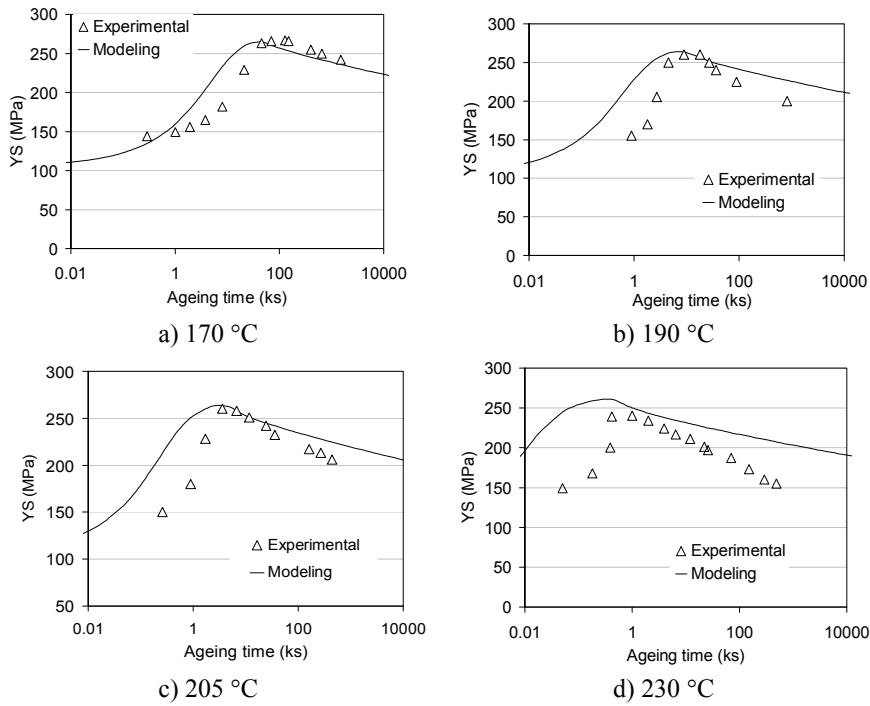 300
250
200
150
100
50
0
YS (MPa)
Experimental
Modeling
0.01 1 100 10000
Ageing time (ks)
a) 170 °C
300
250
200
150
100
50
0
YS (MPa)
Experimental
Modeling
0.01 1 100 10000
Ageing time (ks)
b) 190 °C
300
250
200
150
100
50
YS (MPa)
Experimental
Modeling
0.01 1 100 10000
Ageing time (ks)
c) 205 °C
300
250
200
150
100
50
0
YS (MPa)
Experimental
Modeling
0.01 1 100 10000
Ageing time (ks)
d) 230 °C